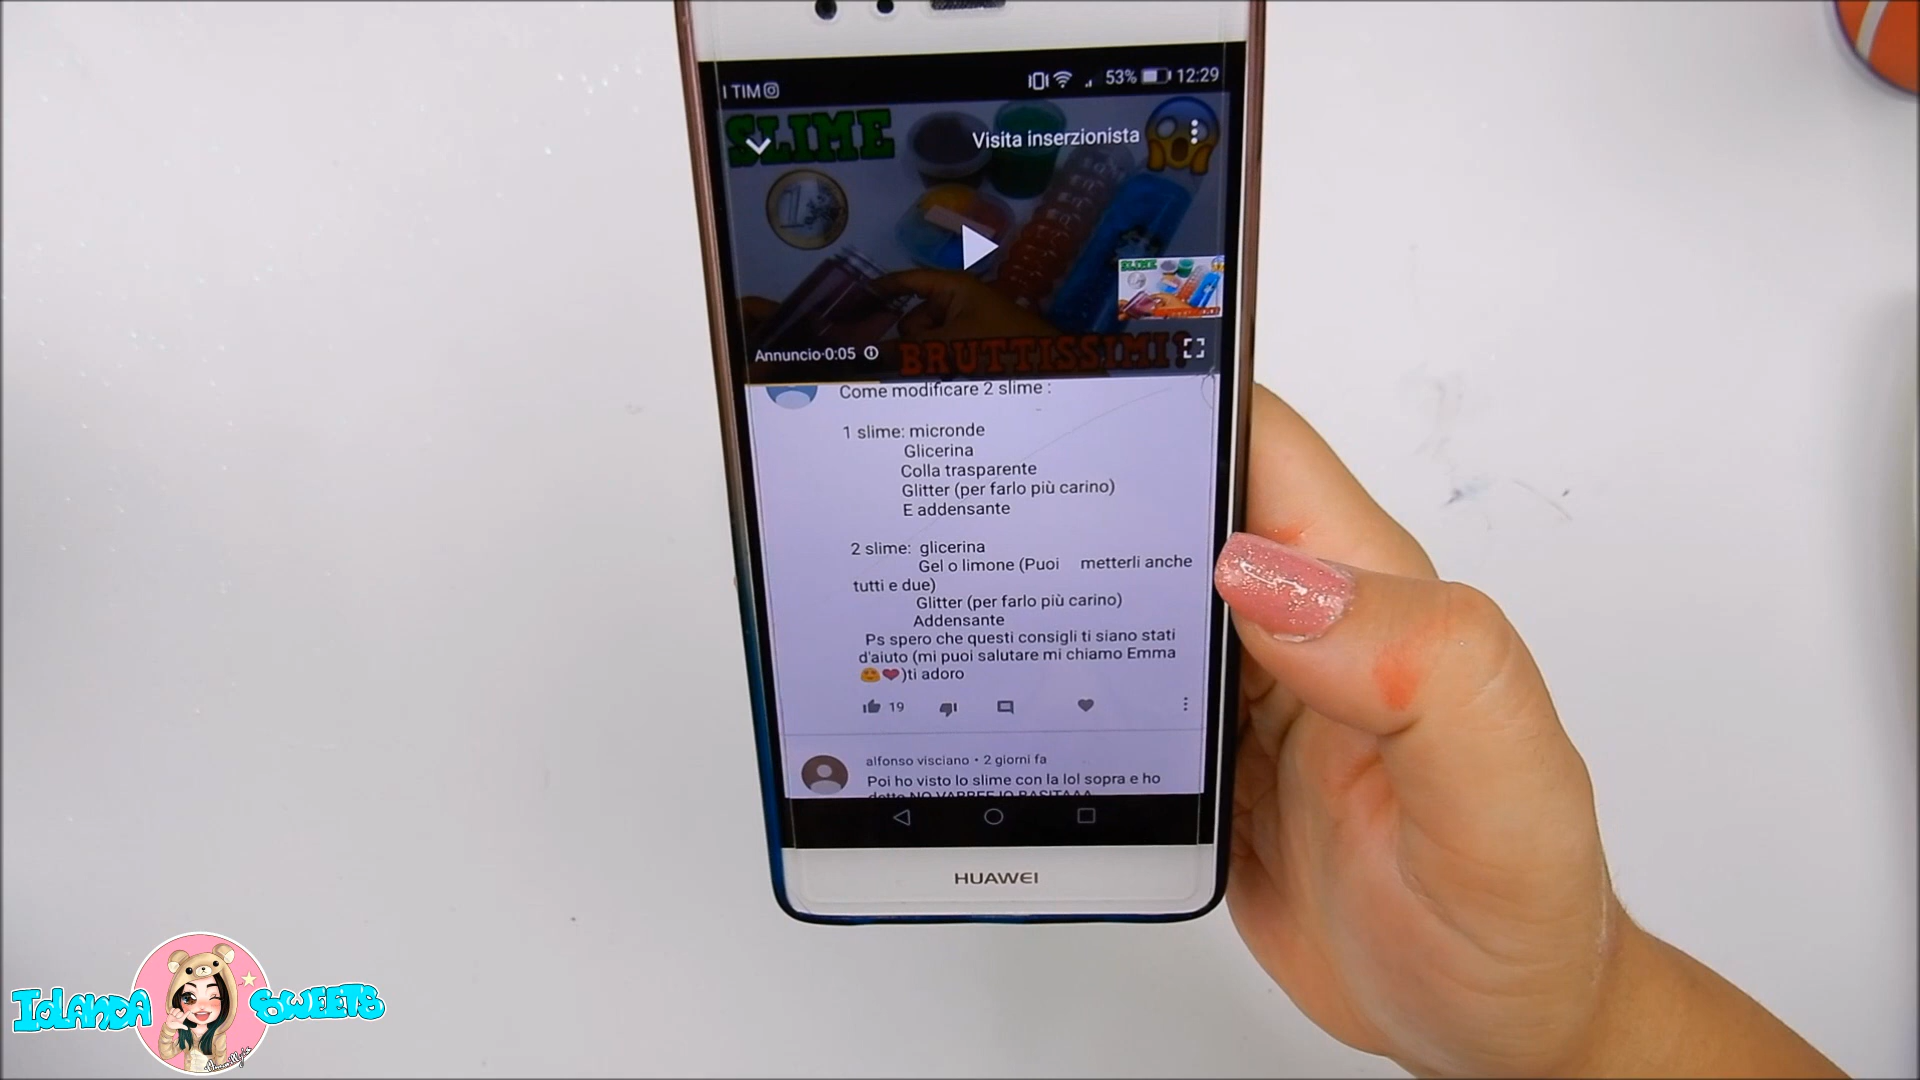 I TIM
53% 12:29
SLIME
Visita inserzionista
1
SLIME
Annuncio·0:05
BRUTTISSIMI?
Come modificare 2 slime :
1 slime: micronde
Glicerina
Colla trasparente
Glitter (per farlo più carino)
E addensante
2 slime: glicerina
Gel o limone (Puoi metterli anche
tutti e due)
Glitter (per farlo più carino)
Addensante
Ps spero che questi consigli ti siano stati
d'aiuto (mi puoi salutare mi chiamo Emma
😍❤)ti adoro
19
alfonso visciano • 2 giorni fa
Poi ho visto lo slime con la lol sopra e ho
HUAWEI
IOLANDA SWEETS